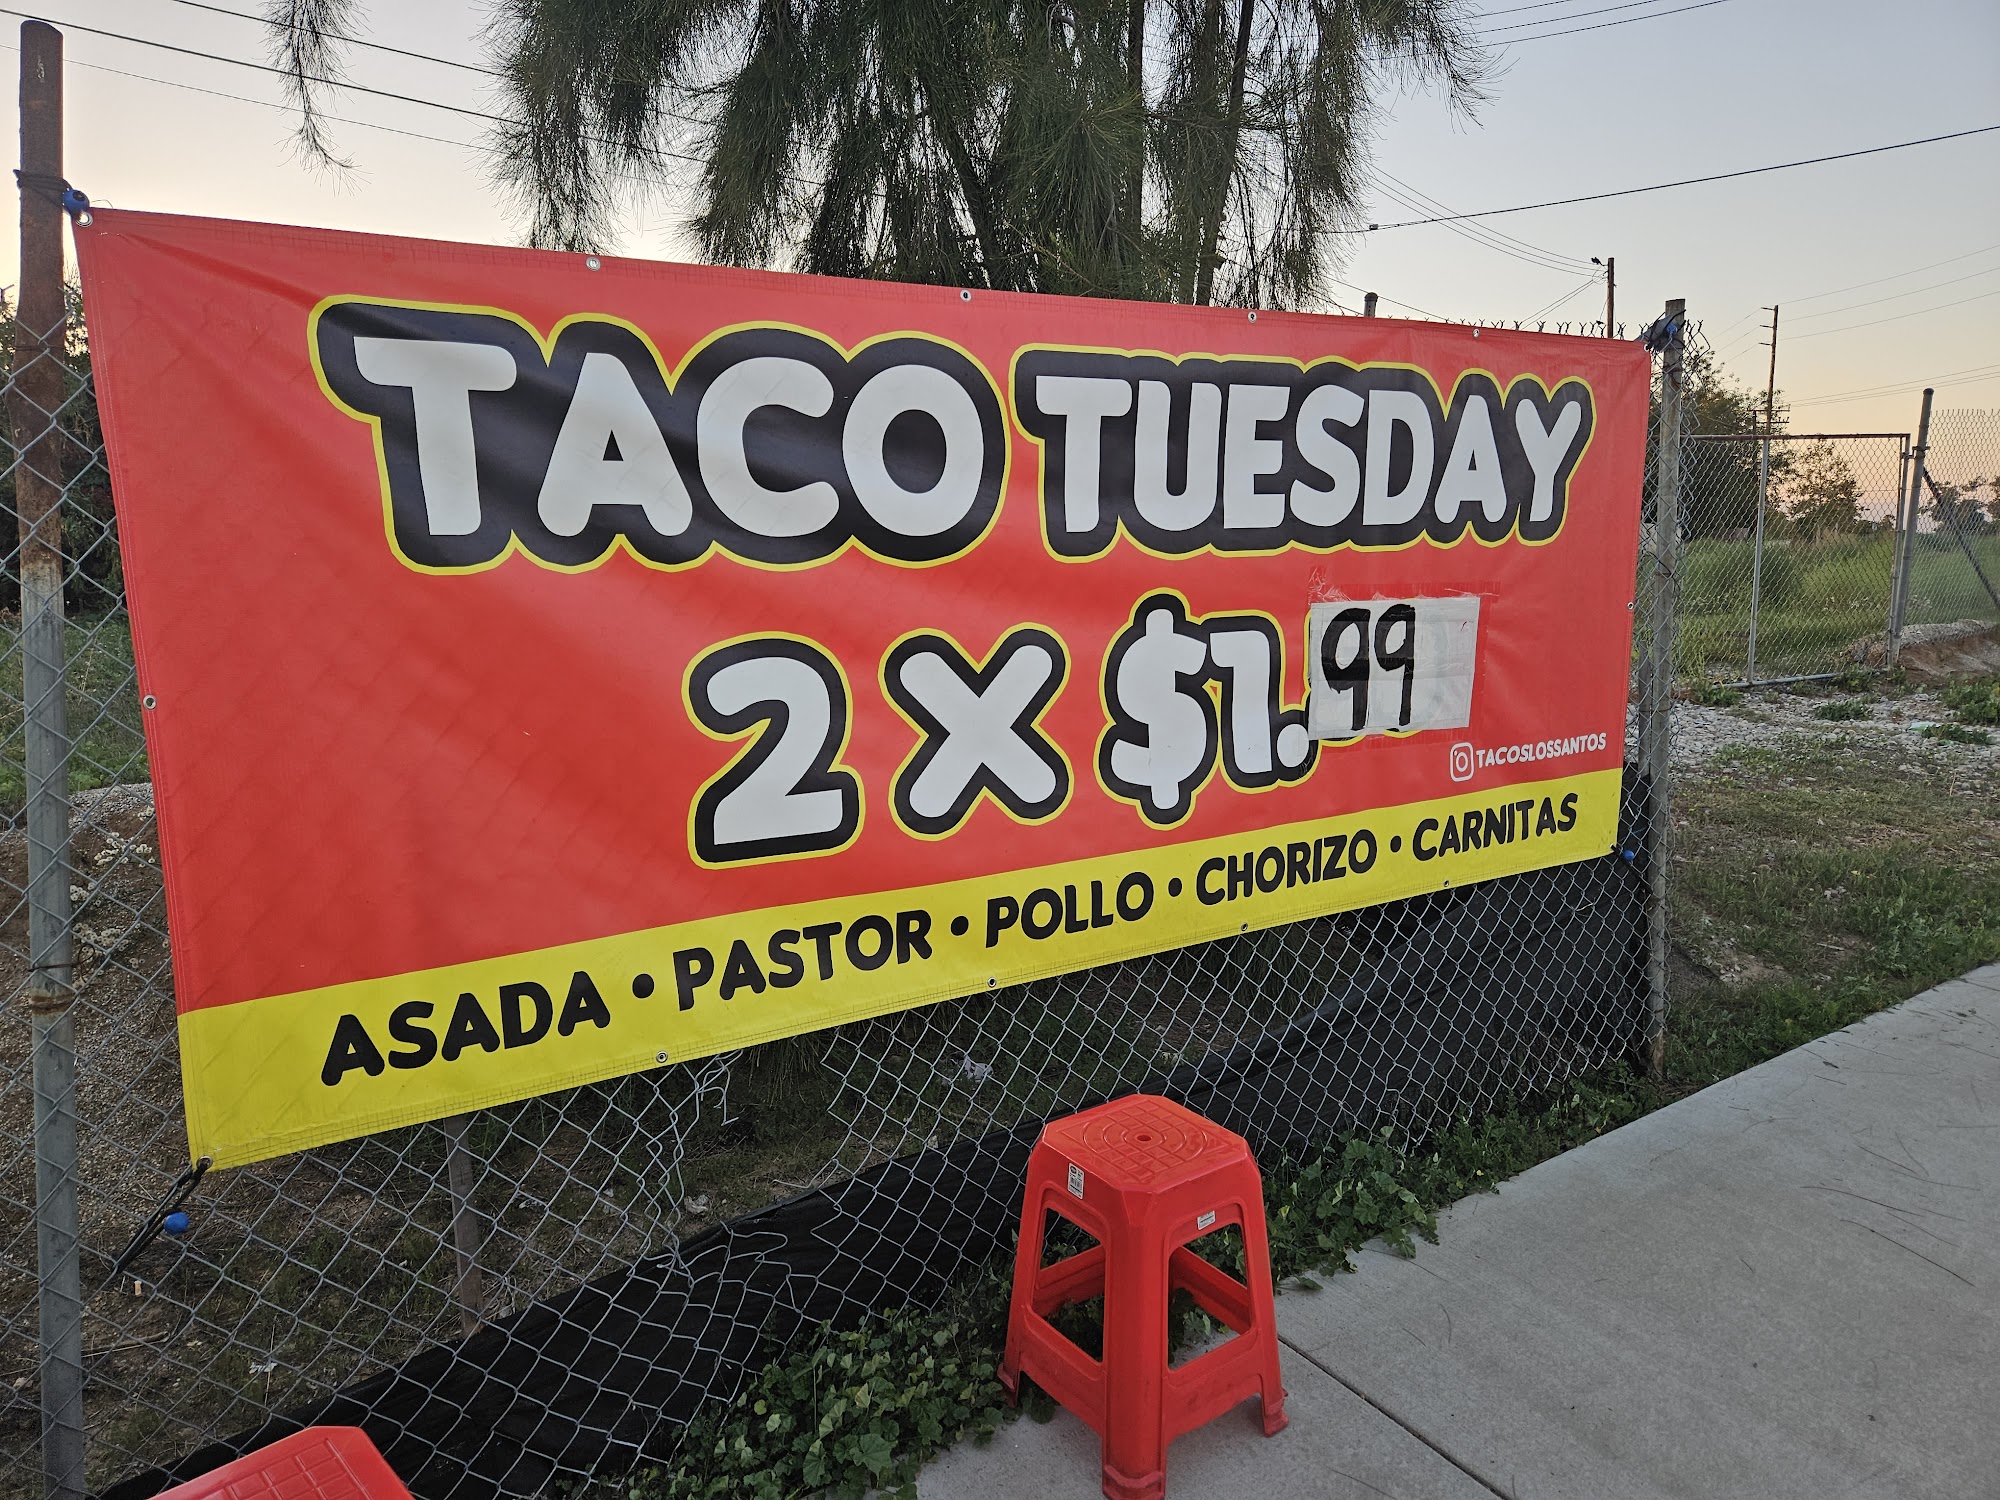 TACO TUESDAY
2 X $1.99
TACOSLOSSANTOS
ASADA • PASTOR • POLLO • CHORIZO • CARNITAS